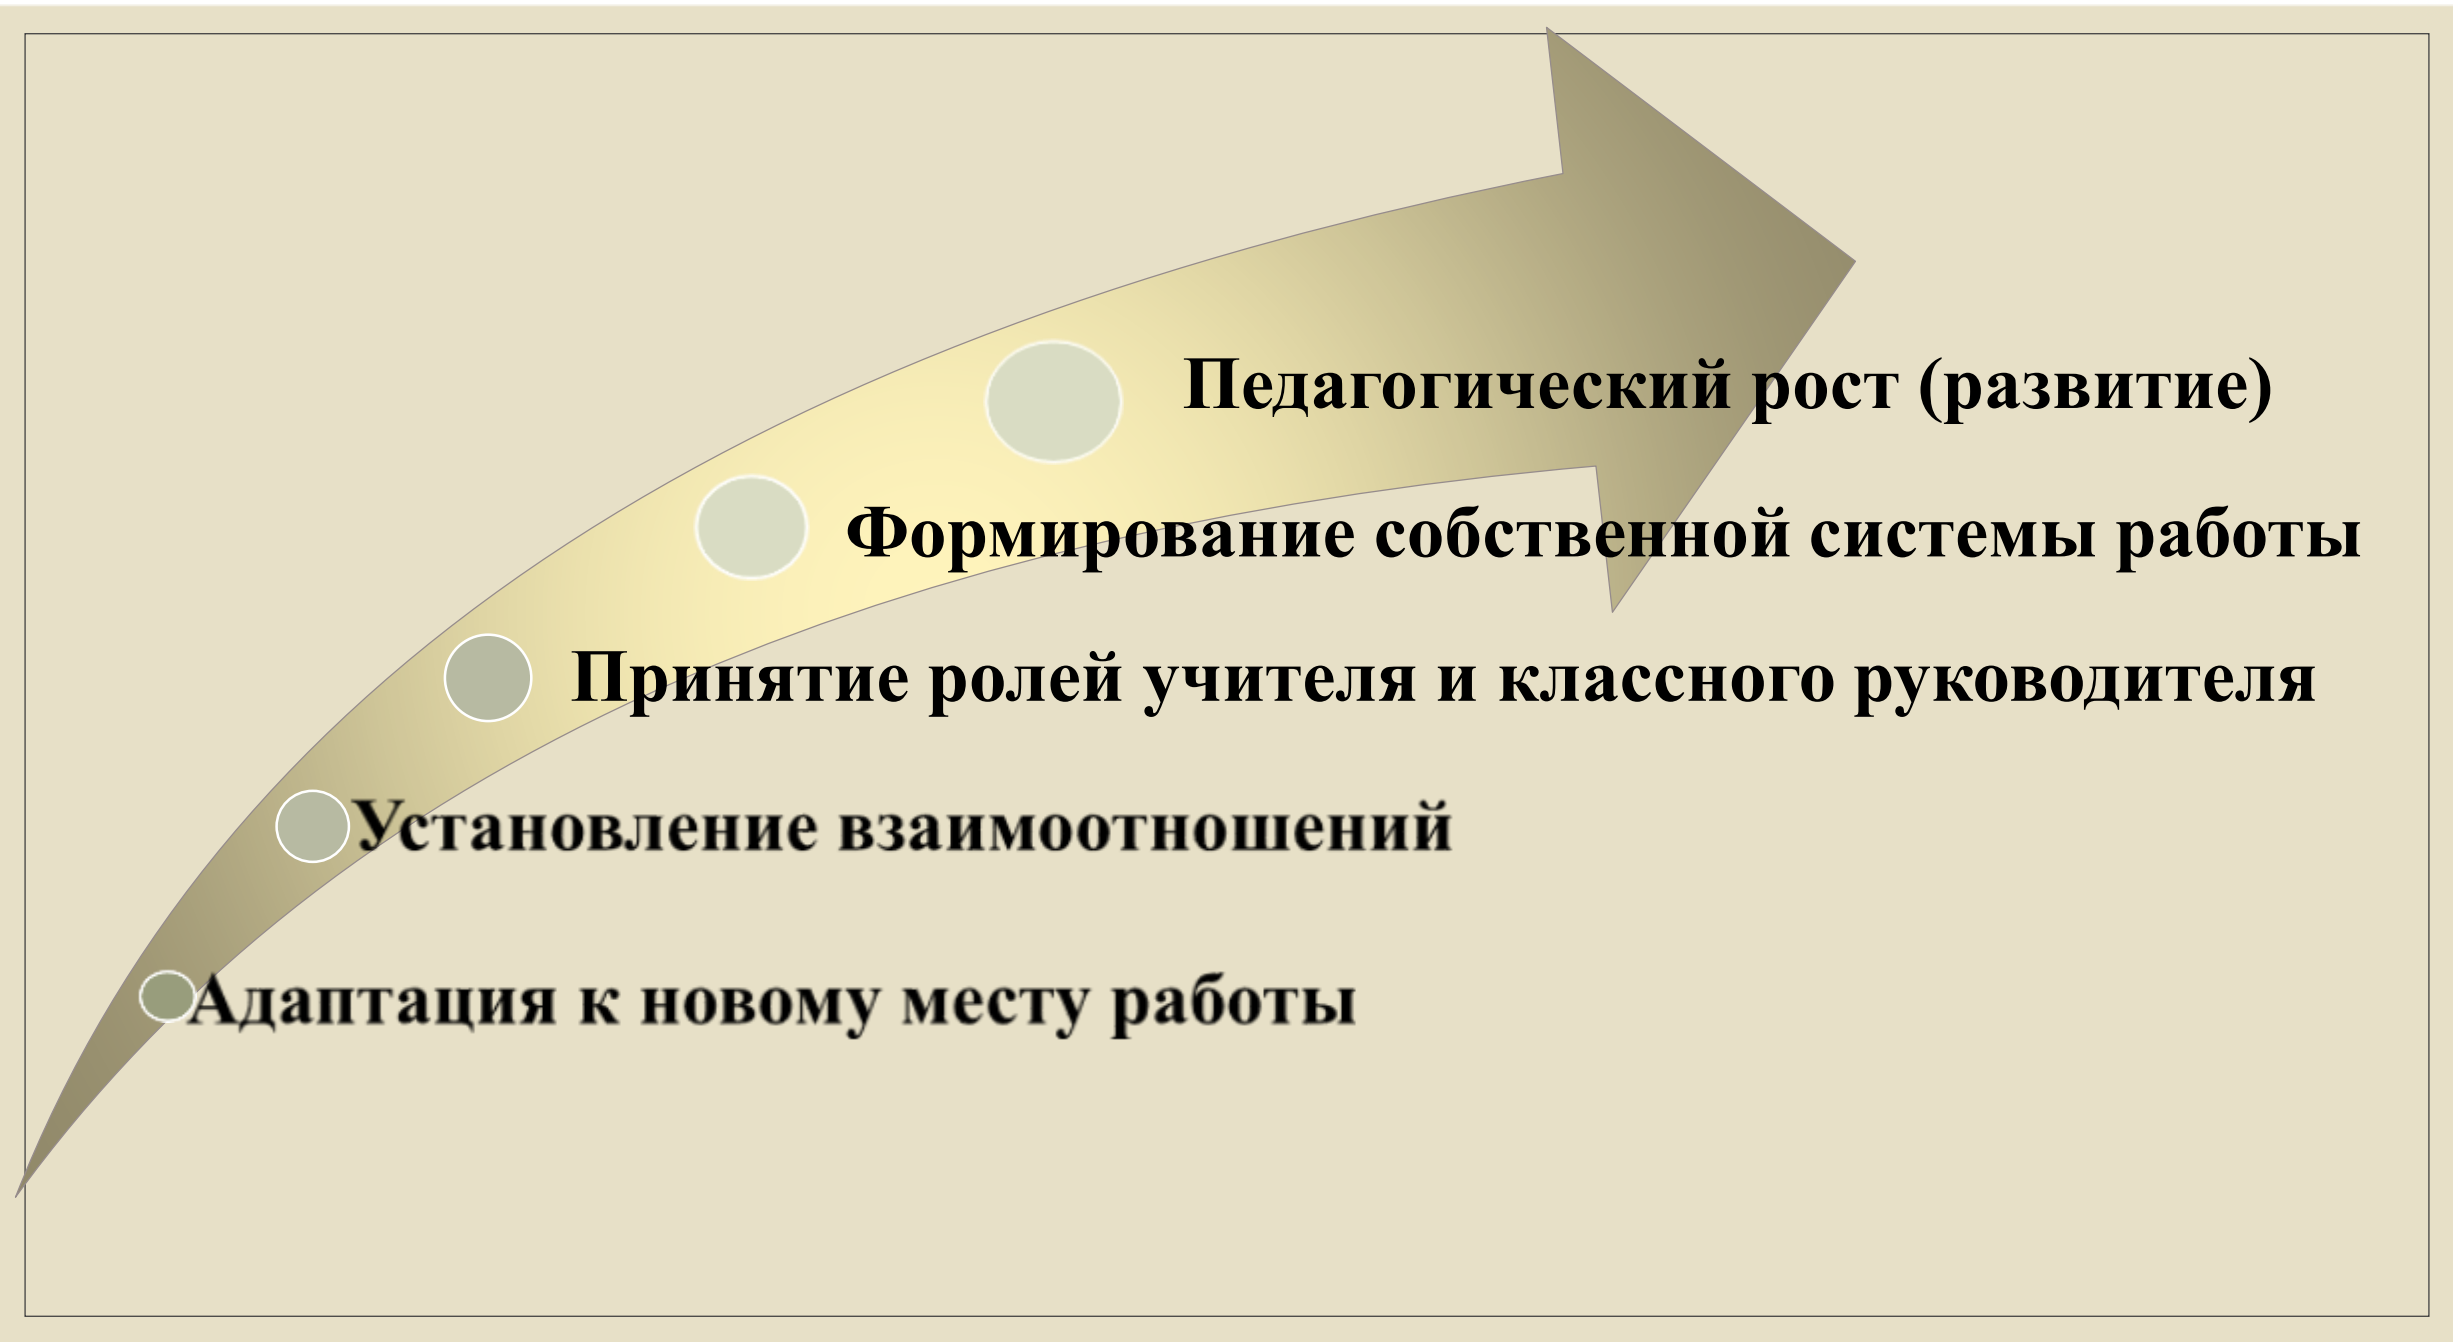 Педагогический рост (развитие)
Формирование собственной системы работы
Принятие ролей учителя и классного руководителя
Установление взаимоотношений
Адаптация к новому месту работы